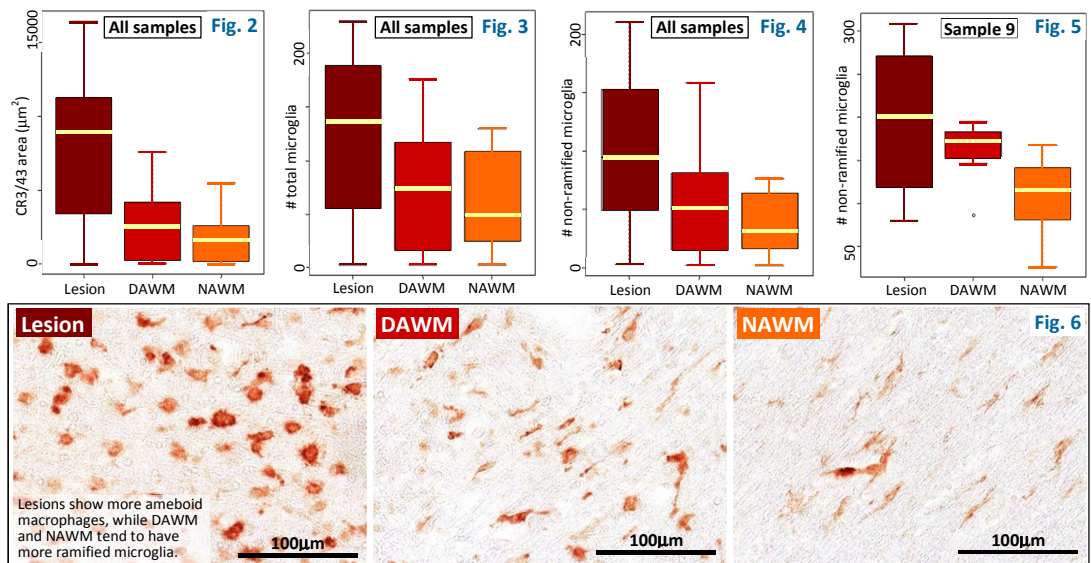 All samples Fig. 2
15000
CR3/43 area (µm²)
0
Lesion DAWM NAWM
All samples Fig. 3
200
# total microglia
0
Lesion DAWM NAWM
All samples Fig. 4
200
# non-ramified microglia
0
Lesion DAWM NAWM
Sample 9 Fig. 5
300
# non-ramified microglia
50
Lesion DAWM NAWM
Lesion
Lesions show more ameboid
macrophages, while DAWM
and NAWM tend to have
more ramified microglia.
100µm
DAWM
100µm
NAWM
Fig. 6
100µm